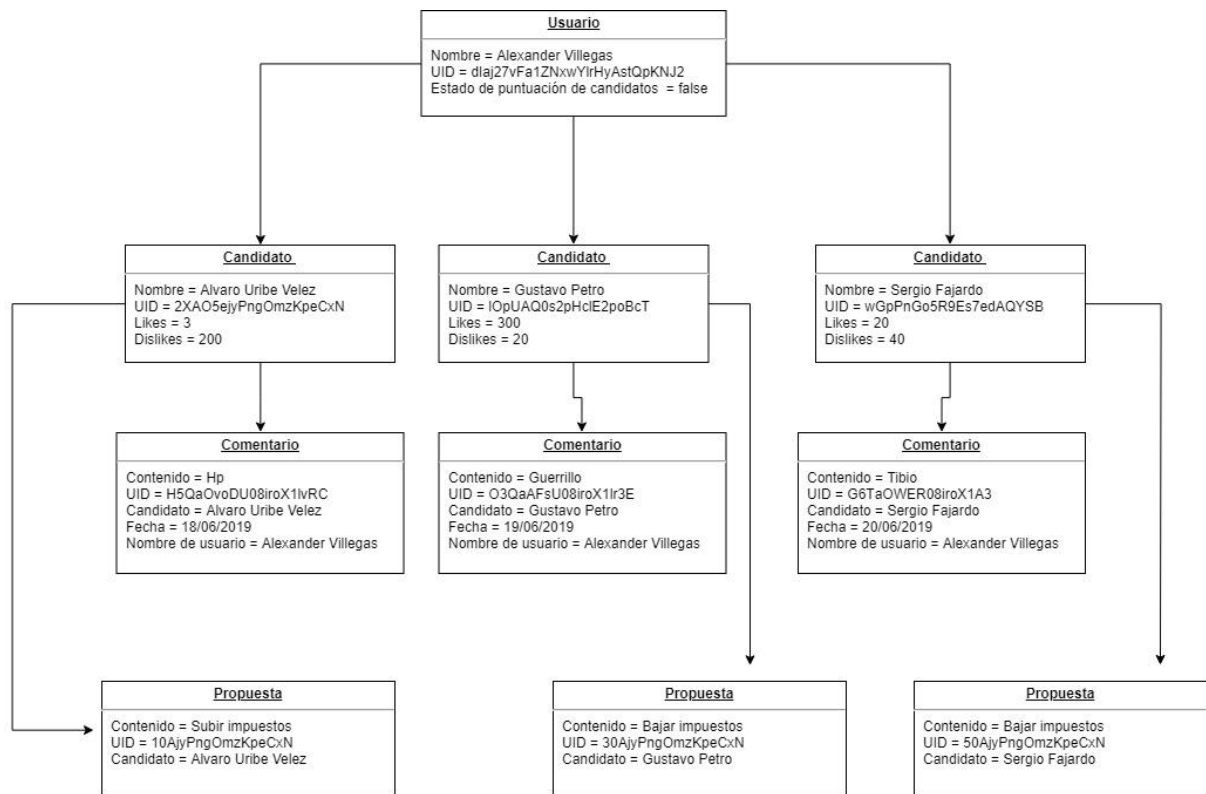 Usuario
Nombre = Alexander Villegas
UID = dIaj27vFa1ZNxwYIrHyAstQpKNJ2
Estado de puntuación de candidatos = false
Candidato
Nombre = Alvaro Uribe Velez
UID = 2XAO5ejyPngOmzKpeCxN
Likes = 3
Dislikes = 200
Candidato
Nombre = Gustavo Petro
UID = IOpUAQ0s2pHclE2poBcT
Likes = 300
Dislikes = 20
Candidato
Nombre = Sergio Fajardo
UID = wGpPnGo5R9Es7edAQYSB
Likes = 20
Dislikes = 40
Comentario
Contenido = Hp
UID = H5QaOvoDU08iroX1lvRC
Candidato = Alvaro Uribe Velez
Fecha = 18/06/2019
Nombre de usuario = Alexander Villegas
Comentario
Contenido = Guerrillo
UID = O3QaAFsU08iroX1Ir3E
Candidato = Gustavo Petro
Fecha = 19/06/2019
Nombre de usuario = Alexander Villegas
Comentario
Contenido = Tibio
UID = G6TaOWER08iroX1A3
Candidato = Sergio Fajardo
Fecha = 20/06/2019
Nombre de usuario = Alexander Villegas
Propuesta
Contenido = Subir impuestos
UID = 10AjyPngOmzKpeCxN
Candidato = Alvaro Uribe Velez
Propuesta
Contenido = Bajar impuestos
UID = 30AjyPngOmzKpeCxN
Candidato = Gustavo Petro
Propuesta
Contenido = Bajar impuestos
UID = 50AjyPngOmzKpeCxN
Candidato = Sergio Fajardo